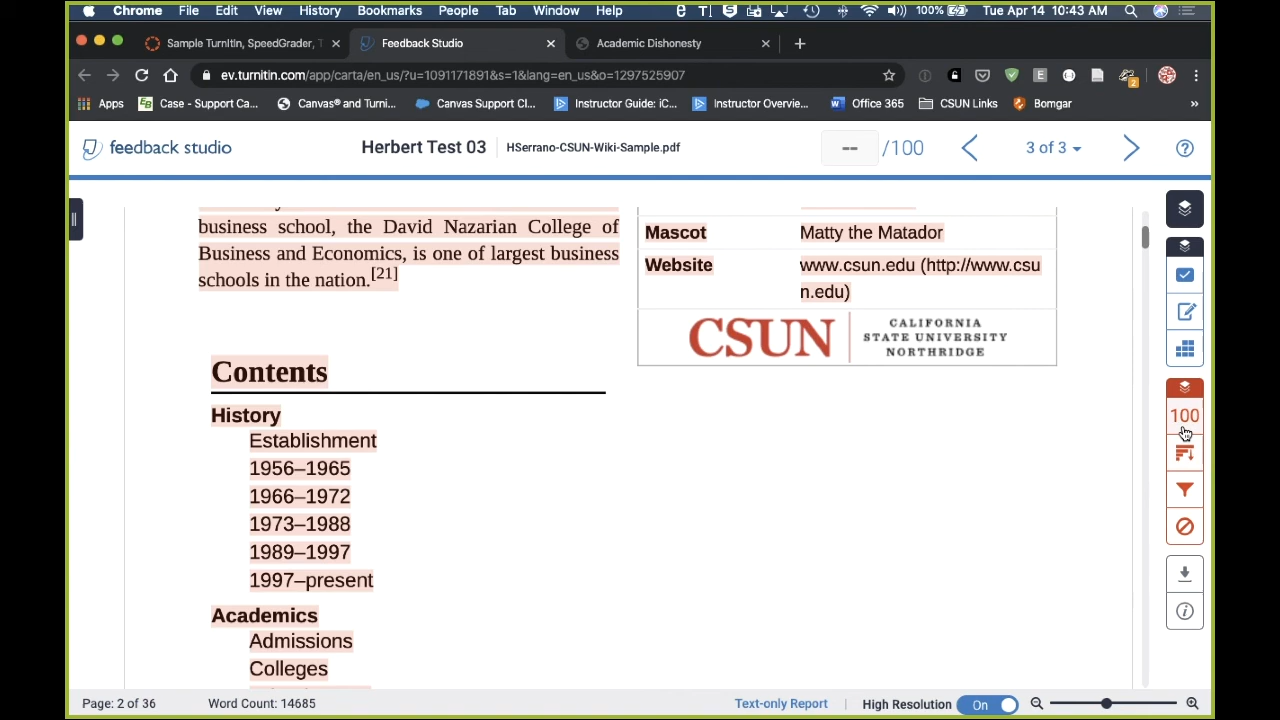 Chrome File Edit View History Bookmarks People Tab Window Help 100% Tue Apr 14 10:43 AM
Sample TurnItIn, SpeedGrader, T
Feedback Studio
Academic Dishonesty
ev.turnitin.com/app/carta/en_us/?u=1091171891&s=1&lang=en_us&o=1297525907
Apps Case - Support Ca... Canvas® and Turni... Canvas Support Cl... Instructor Guide: iC... Instructor Overvie... Office 365 CSUN Links Bomgar »
feedback studio
Herbert Test 03
HSerrano-CSUN-Wiki-Sample.pdf
-- /100
3 of 3
business school, the David Nazarian College of
Business and Economics, is one of largest business
schools in the nation.[21]
Mascot Matty the Matador
Website www.csun.edu (http://www.csu
n.edu)
CSUN
CALIFORNIA
STATE UNIVERSITY
NORTHRIDGE
Contents
History
Establishment
1956–1965
1966–1972
1973–1988
1989–1997
1997–present
Academics
Admissions
Colleges
100
Page: 2 of 36
Word Count: 14685
Text-only Report
High Resolution On